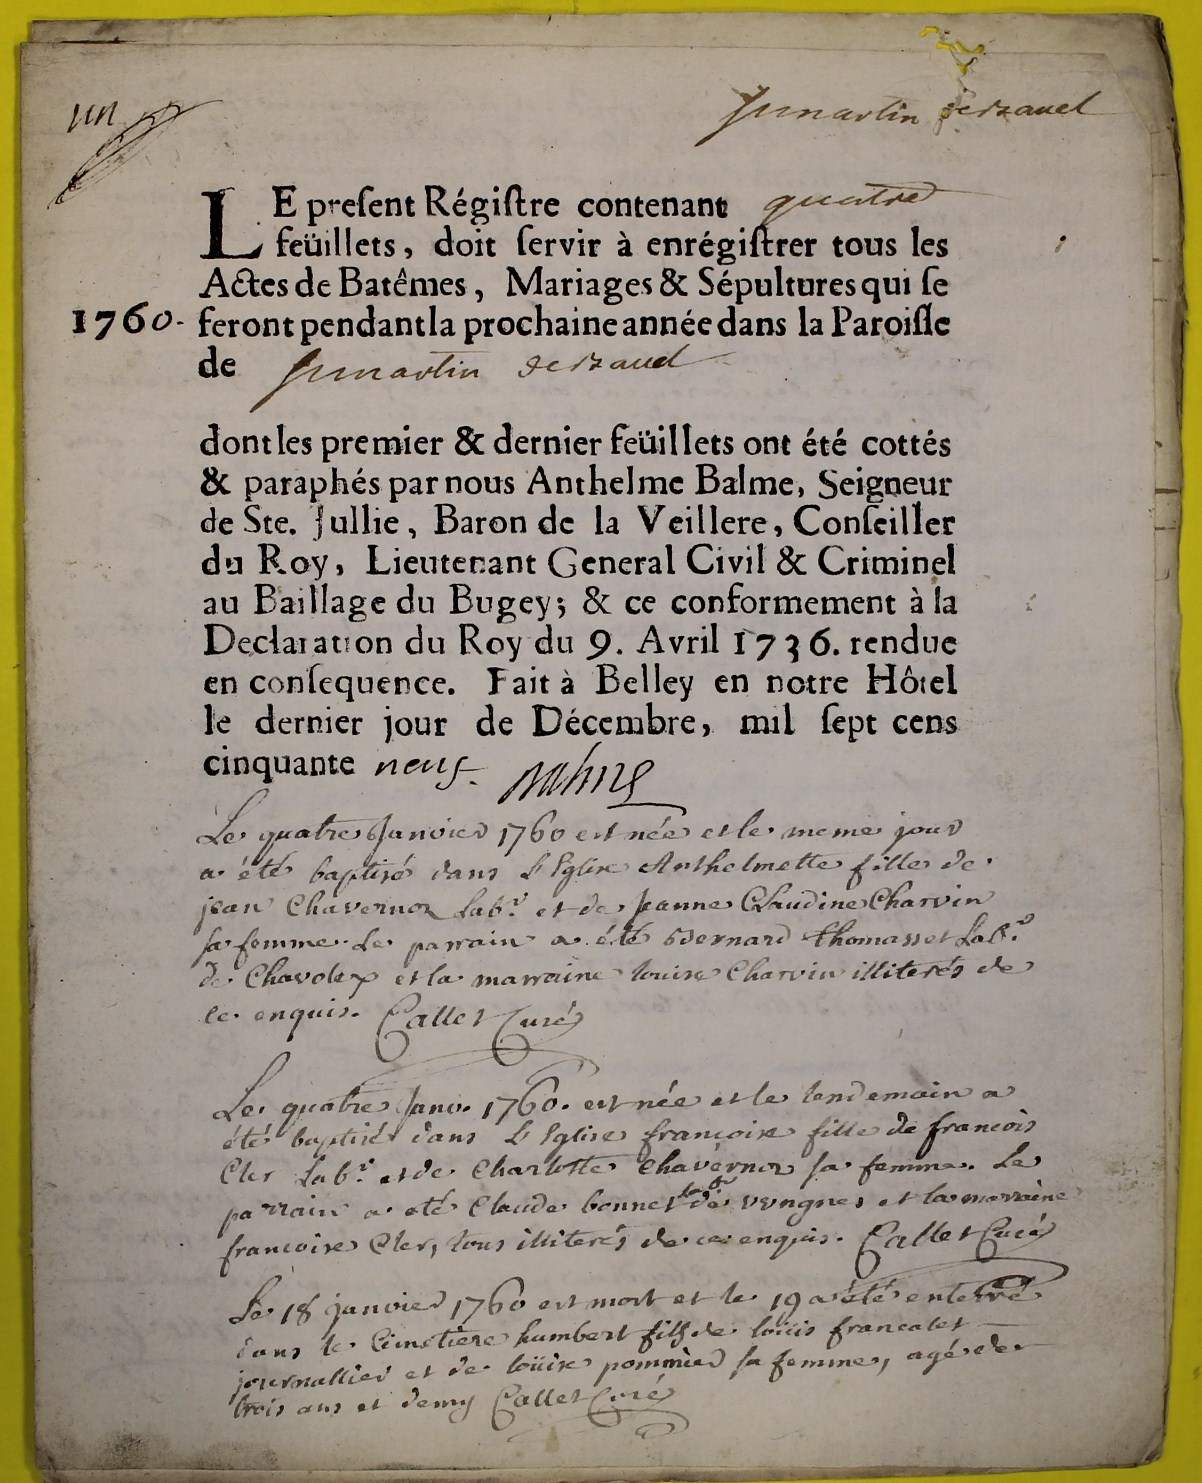 un
St martin de bavel
LE preſent Régiſtre contenant quatre
feüillets, doit ſervir à enrégiſtrer tous les
Actes de Batêmes, Mariages & Sépultures qui ſe
1760. feront pendant la prochaine année dans la Paroiſſe
de St martin de bavel
dont les premier & dernier feüillets ont été cottés
& paraphés par nous Anthelme Balme, Seigneur
de Ste. Jullie, Baron de la Veillere, Conſeiller
du Roy, Lieutenant General Civil & Criminel
au Baillage du Bugey; & ce conformement à la
Declaration du Roy du 9. Avril 1736. rendue
en conſequence. Fait à Belley en notre Hôtel
le dernier jour de Décembre, mil ſept cens
cinquante neuf. Balme
Le quatre Janvier 1760 est née et le meme jour
a été baptisé dans l'Eglise Anthelmette fille de
jean Chavernoz Labr. et de Jeanne Claudine Charvin
sa femme. Le parrain a été Bernard thomasset Labr.
de Chavoley et la marraine louise Charvin illiterés de
ce enquis. Callet Curé
Le quatre Janv. 1760. est née et le lendemain a
été baptisée dans l'Eglise francoise fille de francois
Cler Labr. et de Charlotte Chavernoz sa femme. Le
parrain a été Claude bonnet labr de vongnes et la marraine
francoise Cler, tous illiterés de ce enquis. Callet Curé
Le 18 janvier 1760 est mort et le 19 a été enterré
dans le Cimetiere humbert fils de loüis francalet
journallier et de loüise pommier sa femme, agé de
trois ans et demy Callet Curé